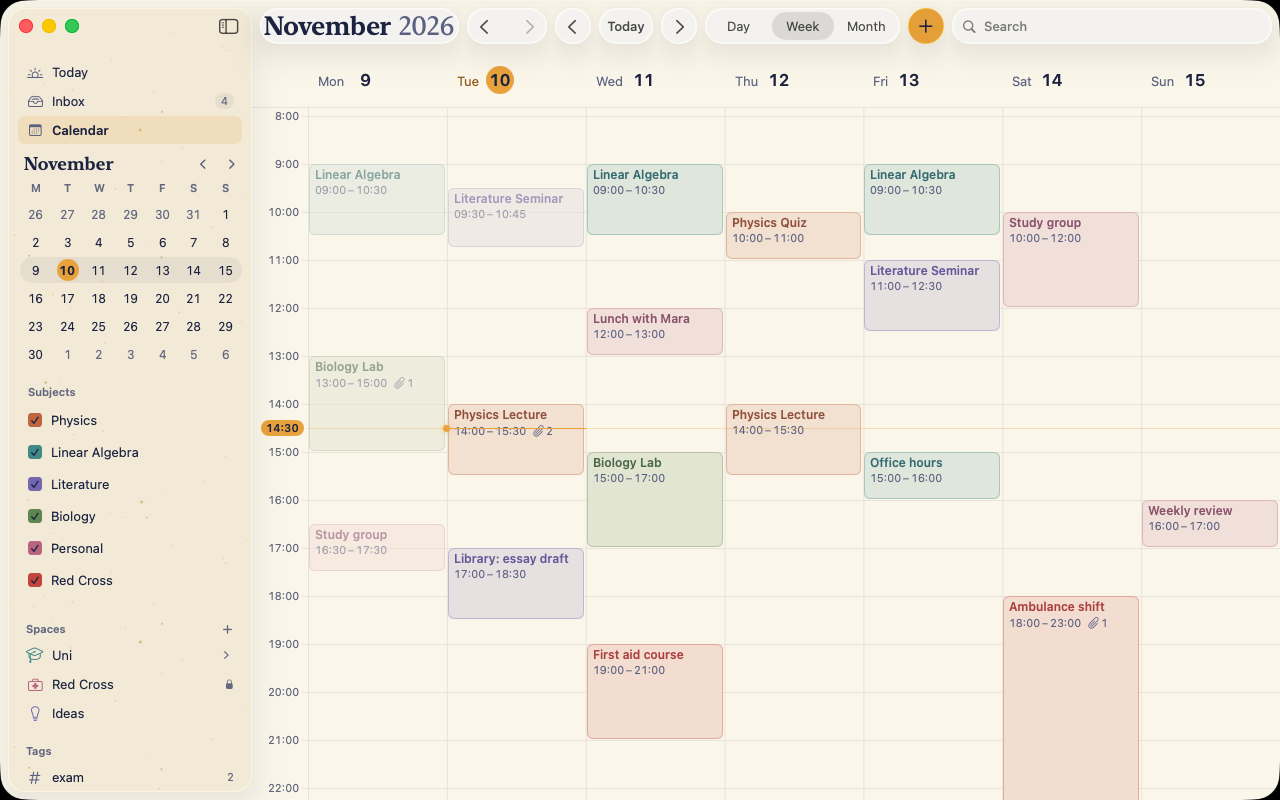 Today
Inbox 4
Calendar
November
M T W T F S S
26 27 28 29 30 31 1
2 3 4 5 6 7 8
9 10 11 12 13 14 15
16 17 18 19 20 21 22
23 24 25 26 27 28 29
30 1 2 3 4 5 6
Subjects
Physics
Linear Algebra
Literature
Biology
Personal
Red Cross
Spaces
Uni
Red Cross
Ideas
Tags
# exam 2
November 2026
Today
Day Week Month
Search
Mon 9 Tue 10 Wed 11 Thu 12 Fri 13 Sat 14 Sun 15
8:00
9:00
10:00
11:00
12:00
13:00
14:00
14:30
15:00
16:00
17:00
18:00
19:00
20:00
21:00
22:00
Linear Algebra
09:00 – 10:30
Biology Lab
13:00 – 15:00 1
Study group
16:30 – 17:30
Literature Seminar
09:30 – 10:45
Physics Lecture
14:00 – 15:30 2
Library: essay draft
17:00 – 18:30
Linear Algebra
09:00 – 10:30
Lunch with Mara
12:00 – 13:00
Biology Lab
15:00 – 17:00
First aid course
19:00 – 21:00
Physics Quiz
10:00 – 11:00
Physics Lecture
14:00 – 15:30
Linear Algebra
09:00 – 10:30
Literature Seminar
11:00 – 12:30
Office hours
15:00 – 16:00
Study group
10:00 – 12:00
Ambulance shift
18:00 – 23:00 1
Weekly review
16:00 – 17:00